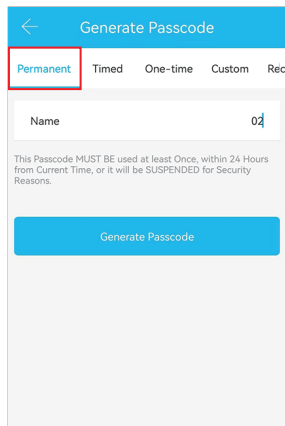 Generate Passcode
Permanent Timed One-time Custom Rec
Name 02
This Passcode MUST BE used at least Once, within 24 Hours
from Current Time, or it will be SUSPENDED for Security
Reasons.
Generate Passcode